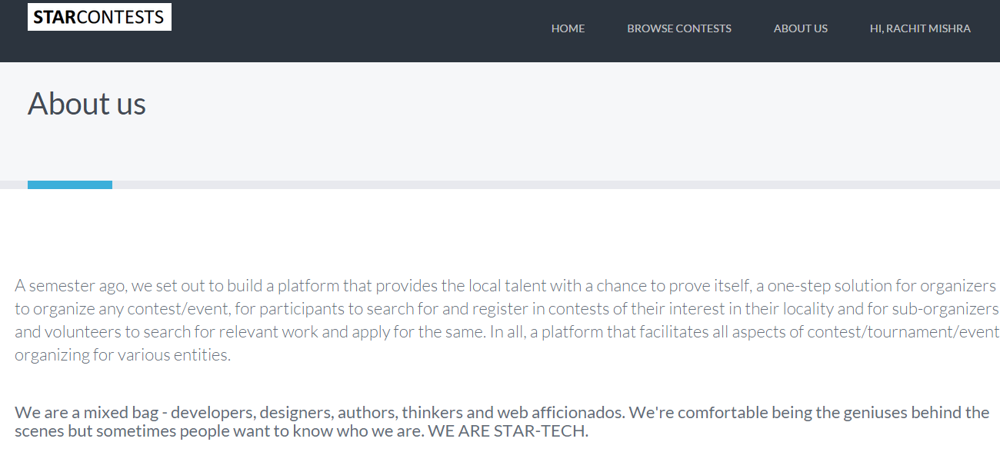 STARCONTESTS
HOME
BROWSE CONTESTS
ABOUT US
HI, RACHIT MISHRA
About us
A semester ago, we set out to build a platform that provides the local talent with a chance to prove itself, a one-step solution for organizers
to organize any contest/event, for participants to search for and register in contests of their interest in their locality and for sub-organizers
and volunteers to search for relevant work and apply for the same. In all, a platform that facilitates all aspects of contest/tournament/event
organizing for various entities.
We are a mixed bag - developers, designers, authors, thinkers and web afficionados. We're comfortable being the geniuses behind the
scenes but sometimes people want to know who we are. WE ARE STAR-TECH.